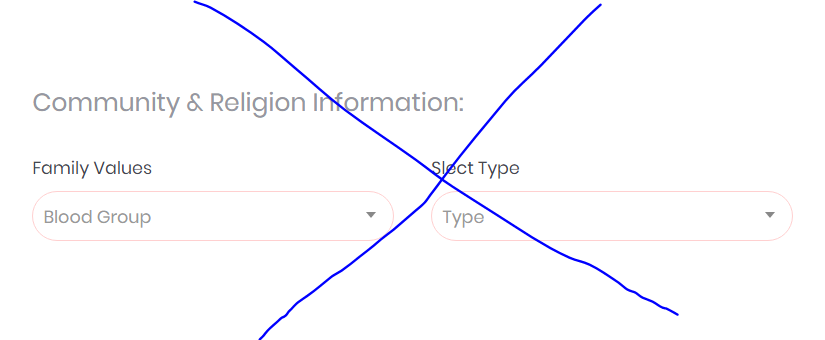 Community & Religion Information:
Family Values
Slect Type
Blood Group
Type